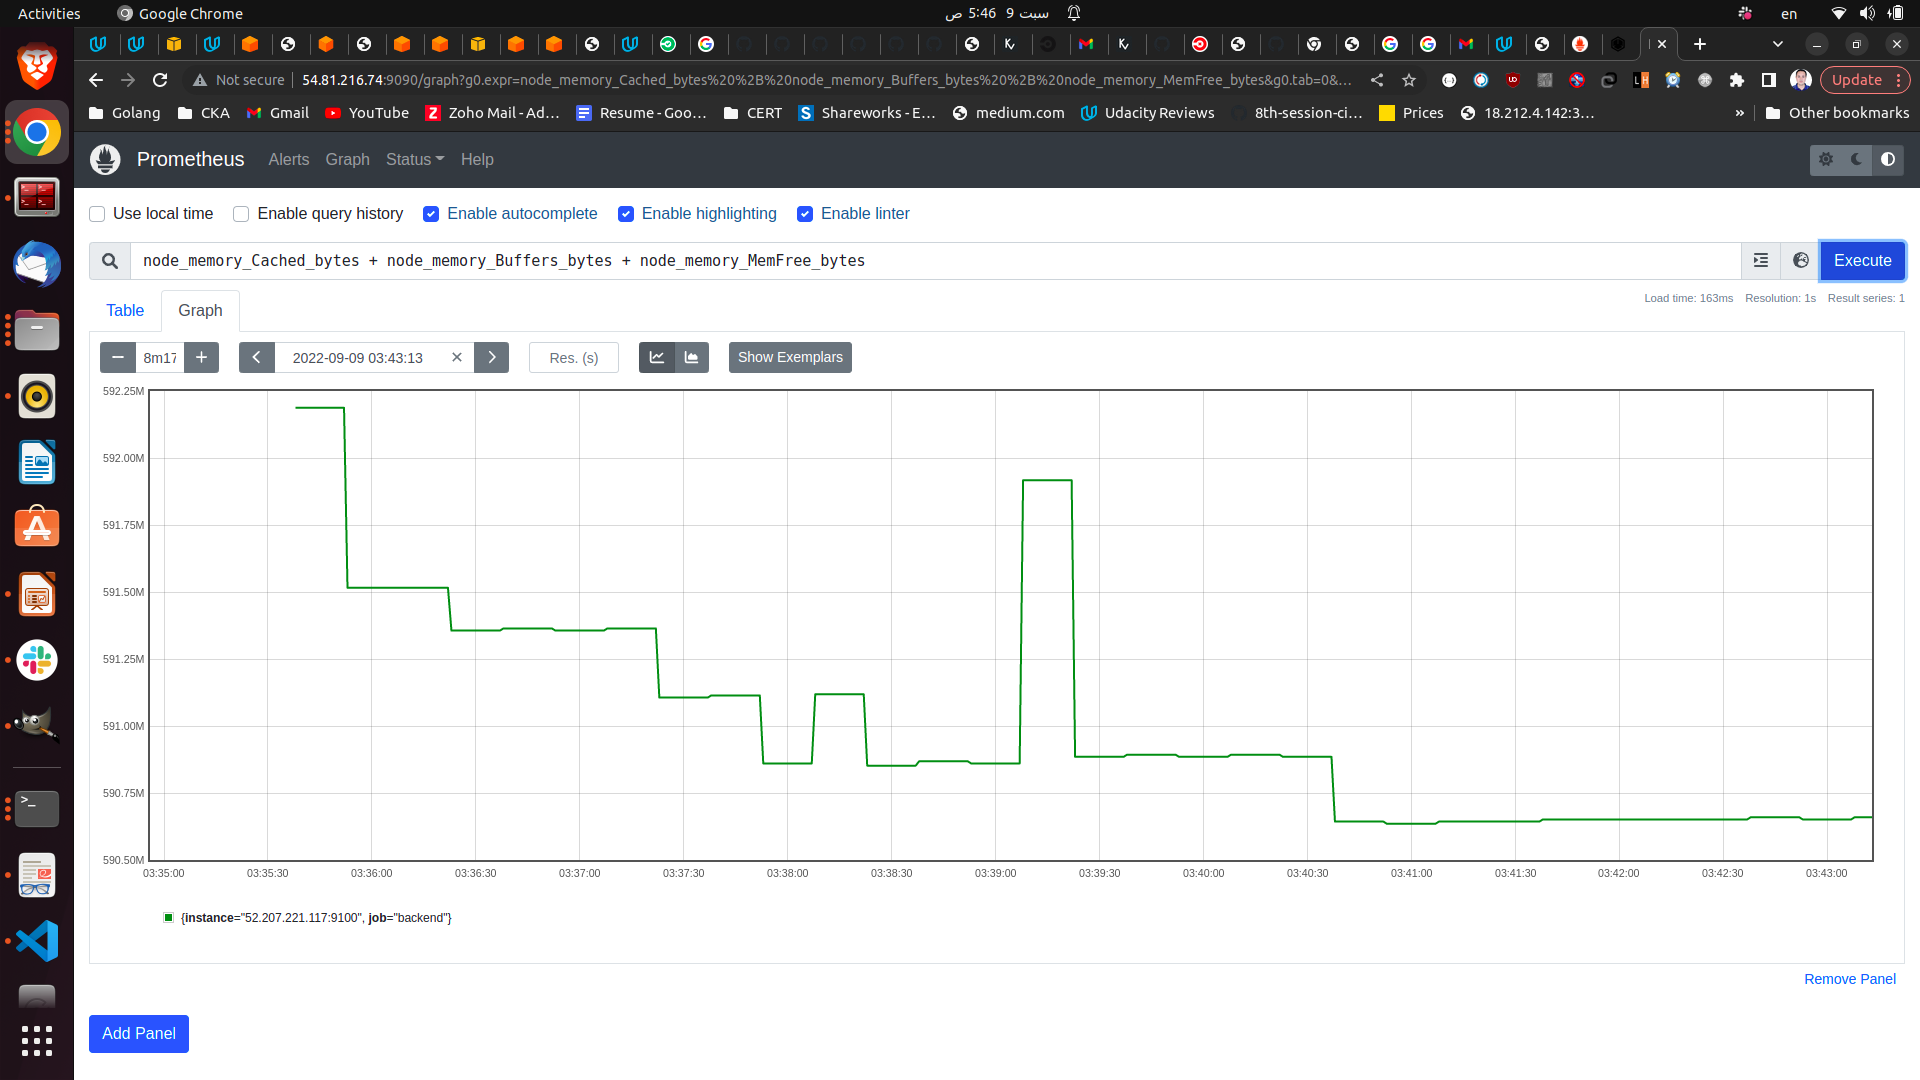 Activities
Google Chrome
سبت 9 5:46 ص
en
Not secure
54.81.216.74:9090/graph?g0.expr=node_memory_Cached_bytes%20%2B%20node_memory_Buffers_bytes%20%2B%20node_memory_MemFree_bytes&g0.tab=0&...
Update
Golang
CKA
Gmail
YouTube
Zoho Mail - Ad...
Resume - Goo...
CERT
Shareworks - E...
medium.com
Udacity Reviews
8th-session-ci...
Prices
18.212.4.142:3...
»
Other bookmarks
Prometheus
Alerts
Graph
Status
Help
Use local time
Enable query history
Enable autocomplete
Enable highlighting
Enable linter
node_memory_Cached_bytes + node_memory_Buffers_bytes + node_memory_MemFree_bytes
Execute
Table
Graph
Load time: 163ms
Resolution: 1s
Result series: 1
8m17
2022-09-09 03:43:13
Res. (s)
Show Exemplars
592.25M
592.00M
591.75M
591.50M
591.25M
591.00M
590.75M
590.50M
03:35:00
03:35:30
03:36:00
03:36:30
03:37:00
03:37:30
03:38:00
03:38:30
03:39:00
03:39:30
03:40:00
03:40:30
03:41:00
03:41:30
03:42:00
03:42:30
03:43:00
{instance="52.207.221.117:9100", job="backend"}
Remove Panel
Add Panel